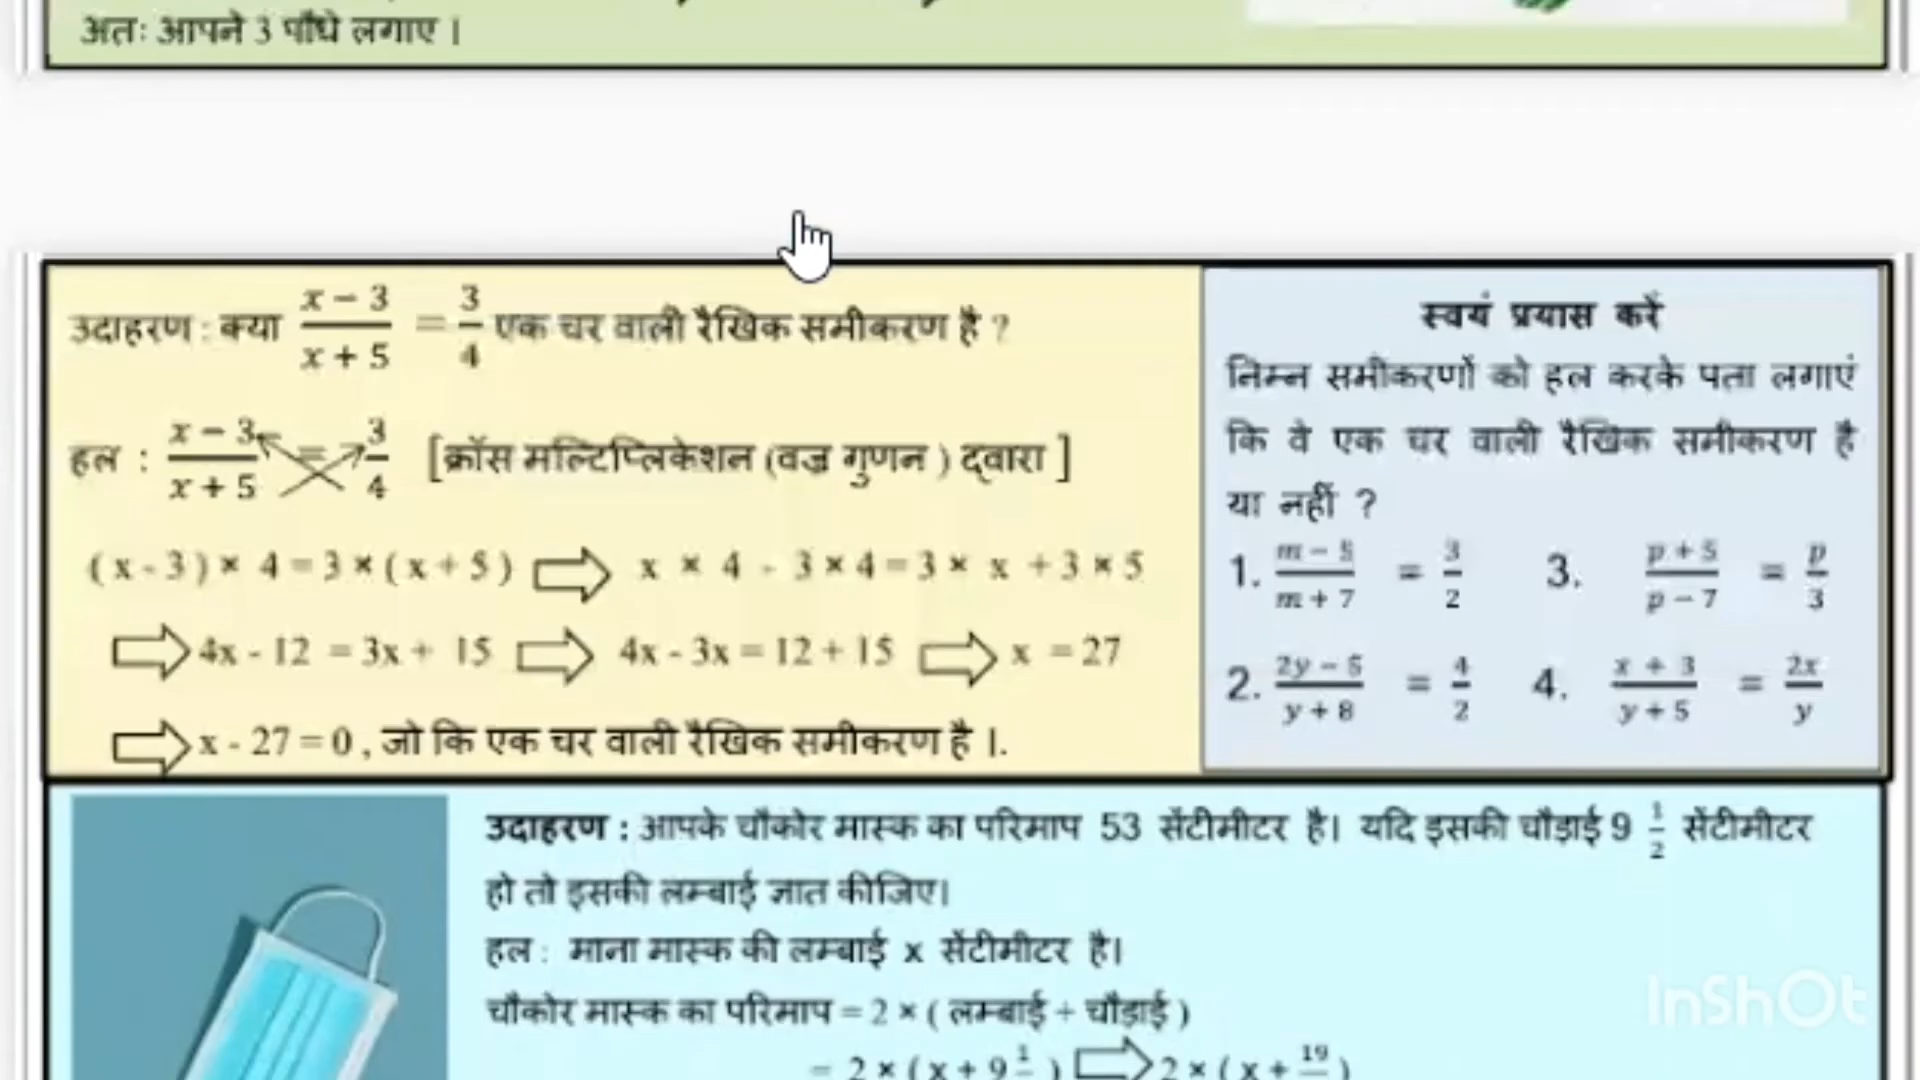 अतः आपने 3 पौधे लगाए ।
उदाहरण : क्या (x – 3)/(x + 5) = 3/4 एक चर वाली रैखिक समीकरण है ?
हल : (x – 3)/(x + 5) = 3/4 [क्रॉस मल्टिप्लिकेशन (वज्र गुणन ) द्वारा ]
( x - 3 ) × 4 = 3 × ( x + 5 ) ⇨ x × 4 - 3 × 4 = 3 × x + 3 × 5
⇨ 4x - 12 = 3x + 15 ⇨ 4x - 3x = 12 + 15 ⇨ x = 27
⇨ x - 27 = 0 , जो कि एक चर वाली रैखिक समीकरण है ।.
स्वयं प्रयास करें
निम्न समीकरणों को हल करके पता लगाएं
कि वे एक चर वाली रैखिक समीकरण है
या नहीं ?
1. (m – 5)/(m + 7) = 3/2 3. (p + 5)/(p – 7) = p/3
2. (2y – 5)/(y + 8) = 4/2 4. (x + 3)/(y + 5) = 2x/y
उदाहरण : आपके चौकोर मास्क का परिमाप 53 सेंटीमीटर है। यदि इसकी चौड़ाई 9 1/2 सेंटीमीटर
हो तो इसकी लम्बाई ज्ञात कीजिए।
हल : माना मास्क की लम्बाई x सेंटीमीटर है।
चौकोर मास्क का परिमाप = 2 × ( लम्बाई + चौड़ाई )
= 2 × ( x + 9 1 ) ⇨ 2 × ( x + 19 )
InShOt